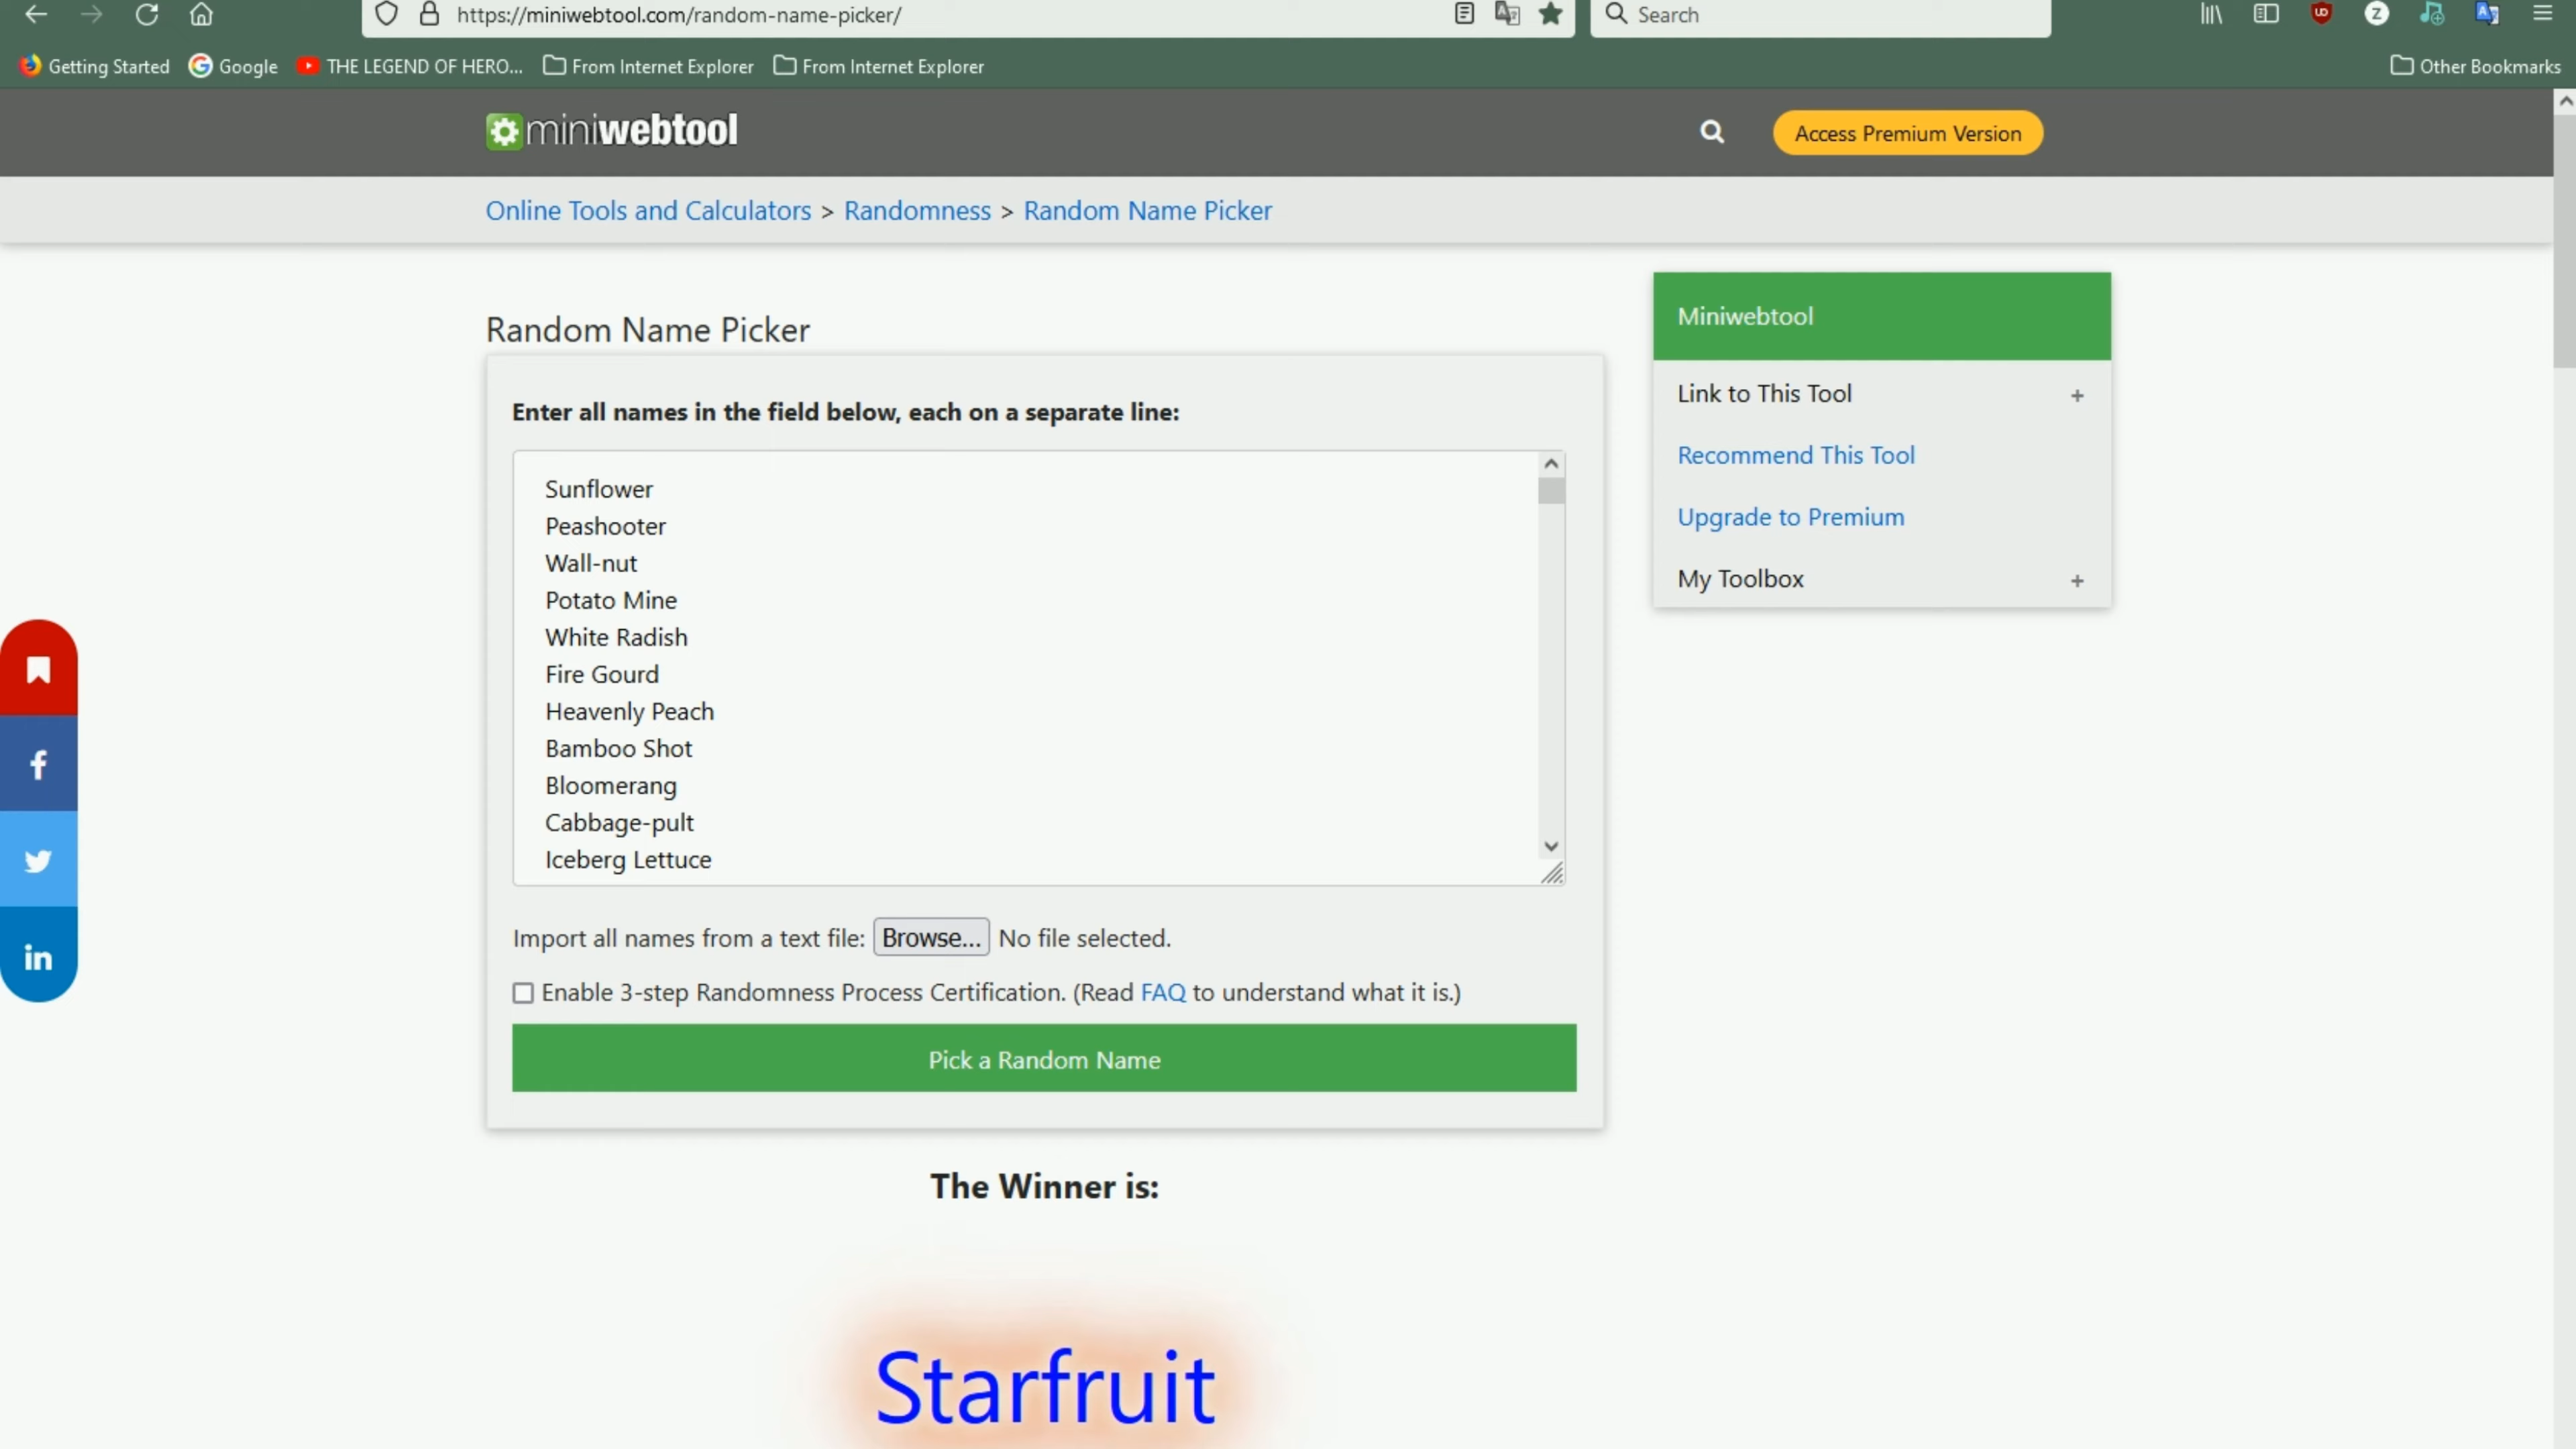 https://miniwebtool.com/random-name-picker/
Search
Getting Started
Google
THE LEGEND OF HERO...
From Internet Explorer
From Internet Explorer
Other Bookmarks
miniwebtool
Access Premium Version
Online Tools and Calculators > Randomness > Random Name Picker
Random Name Picker
Enter all names in the field below, each on a separate line:
Sunflower
Peashooter
Wall-nut
Potato Mine
White Radish
Fire Gourd
Heavenly Peach
Bamboo Shot
Bloomerang
Cabbage-pult
Iceberg Lettuce
Import all names from a text file: Browse... No file selected.
Enable 3-step Randomness Process Certification. (Read FAQ to understand what it is.)
Pick a Random Name
The Winner is:
Starfruit
Miniwebtool
Link to This Tool +
Recommend This Tool
Upgrade to Premium
My Toolbox +